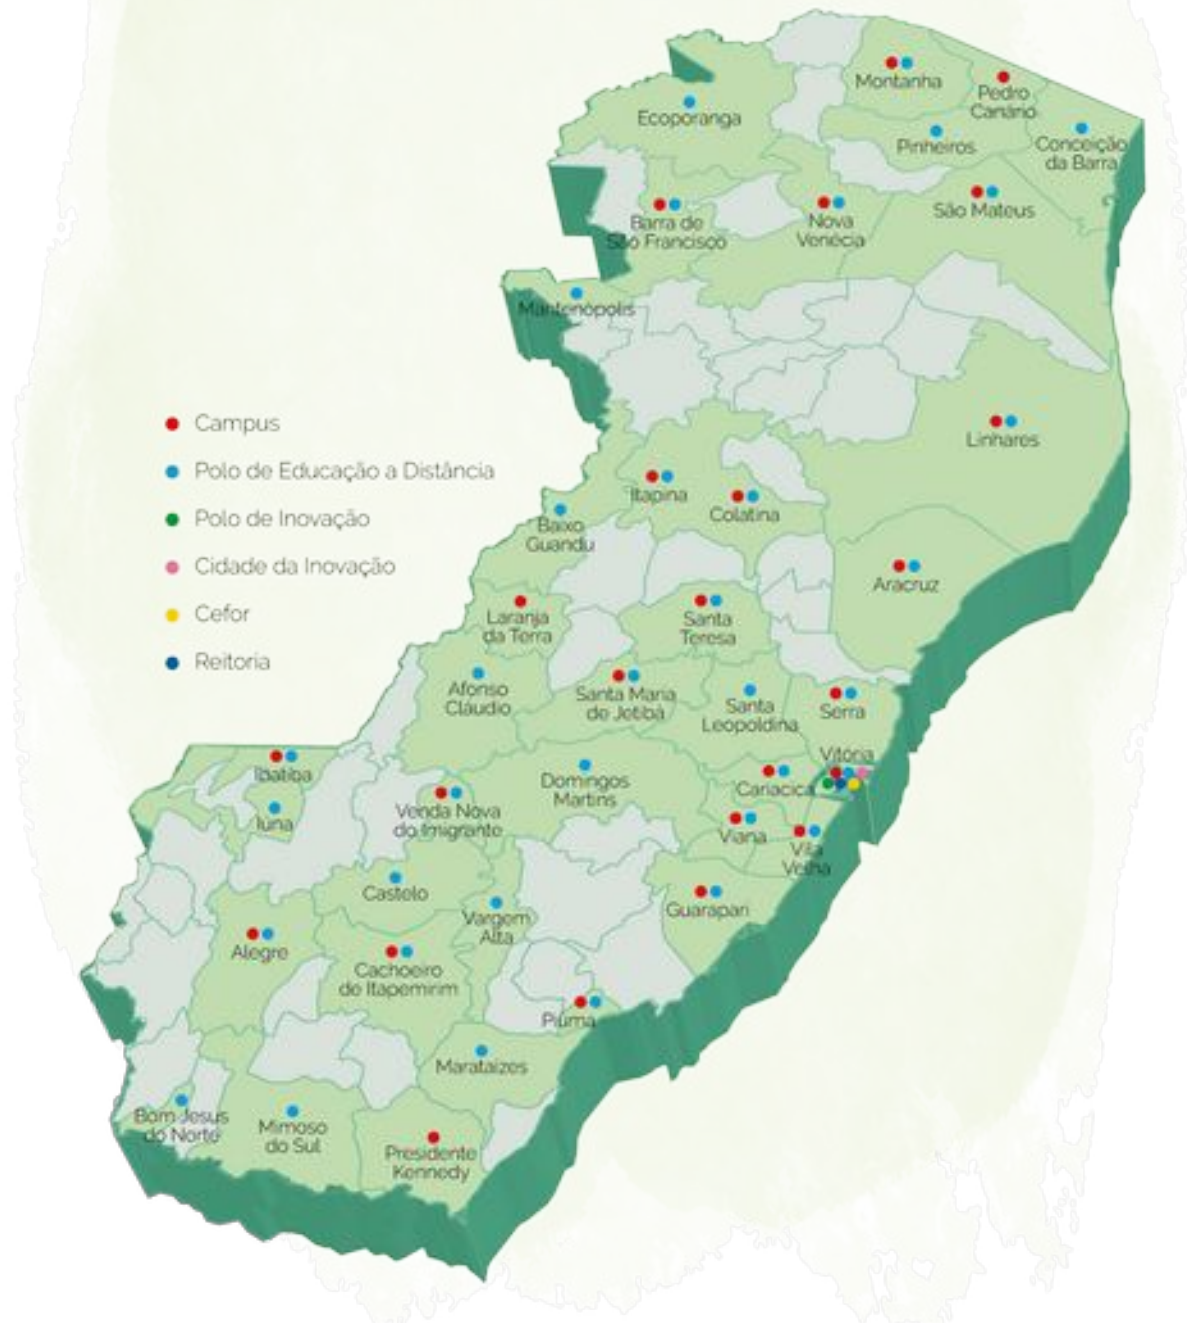 Montanha
Pedro
Canário
Ecoporanga
Pinheiros
Conceição
da Barra
Barra de
São Francisco
Nova
Venécia
São Mateus
Mantenópolis
Campus
Polo de Educação a Distância
Polo de Inovação
Cidade da Inovação
Cefor
Reitoria
Linhares
Itapina
Colatina
Baixo
Guandu
Aracruz
Laranja
da Terra
Santa
Teresa
Afonso
Cláudio
Santa Maria
de Jetibá
Santa
Leopoldina
Serra
Vitória
Ibatiba
Domingos
Martins
Cariacica
Iúna
Venda Nova
do Imigrante
Viana
Vila
Velha
Castelo
Vargem
Alta
Guarapari
Alegre
Cachoeiro
de Itapemirim
Piúma
Marataízes
Bom Jesus
do Norte
Mimoso
do Sul
Presidente
Kennedy